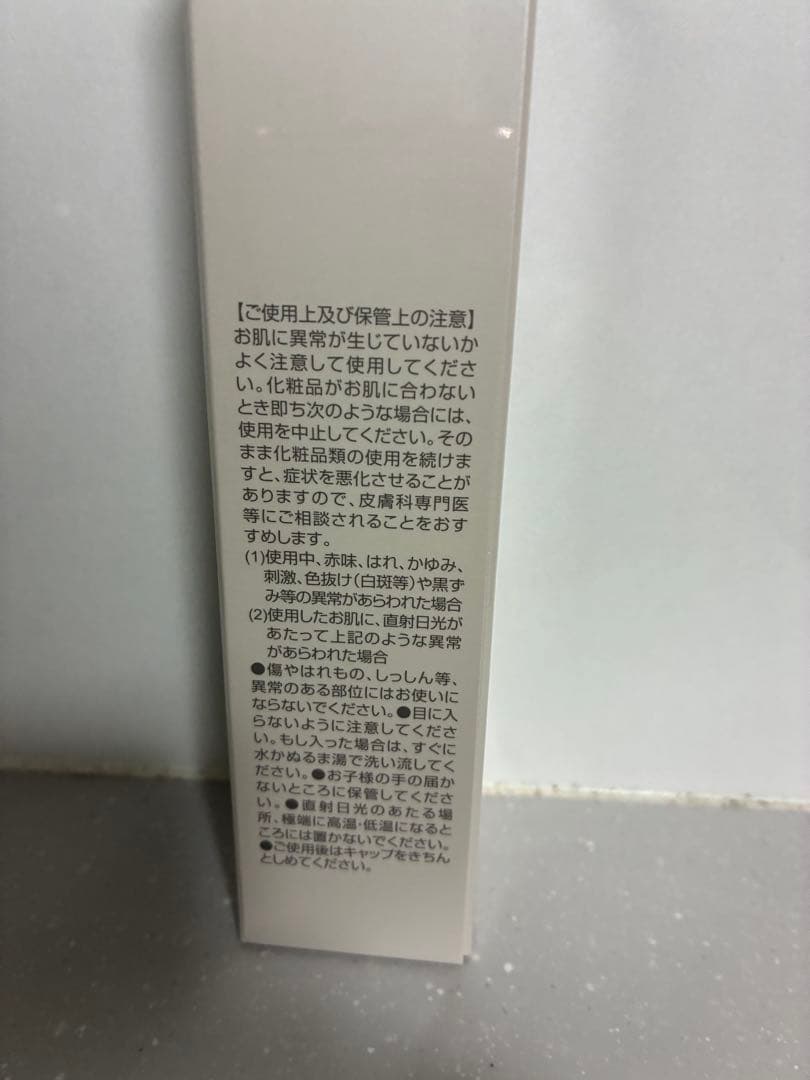 【ご使用上及び保管上の注意】
お肌に異常が生じていないか
よく注意して使用してくださ
い。化粧品がお肌に合わない
とき即ち次のような場合には、
使用を中止してください。その
まま化粧品類の使用を続けま
すと、症状を悪化させることが
ありますので、皮膚科専門医
等にご相談されることをおす
すめします。
(1)使用中、赤味、はれ、かゆみ、
刺激、色抜け(白斑等)や黒ず
み等の異常があらわれた場合
(2)使用したお肌に、直射日光が
あたって上記のような異常
があらわれた場合
●傷やはれもの、しっしん等、
異常のある部位にはお使いに
ならないでください。●目に入
らないように注意してくださ
い。もし入った場合は、すぐに
水かぬるま湯で洗い流してく
ださい。●お子様の手の届か
ないところに保管してくださ
い。●直射日光のあたる場
所、極端に高温・低温になると
ころには置かないでください。
●ご使用後はキャップをきちん
としめてください。